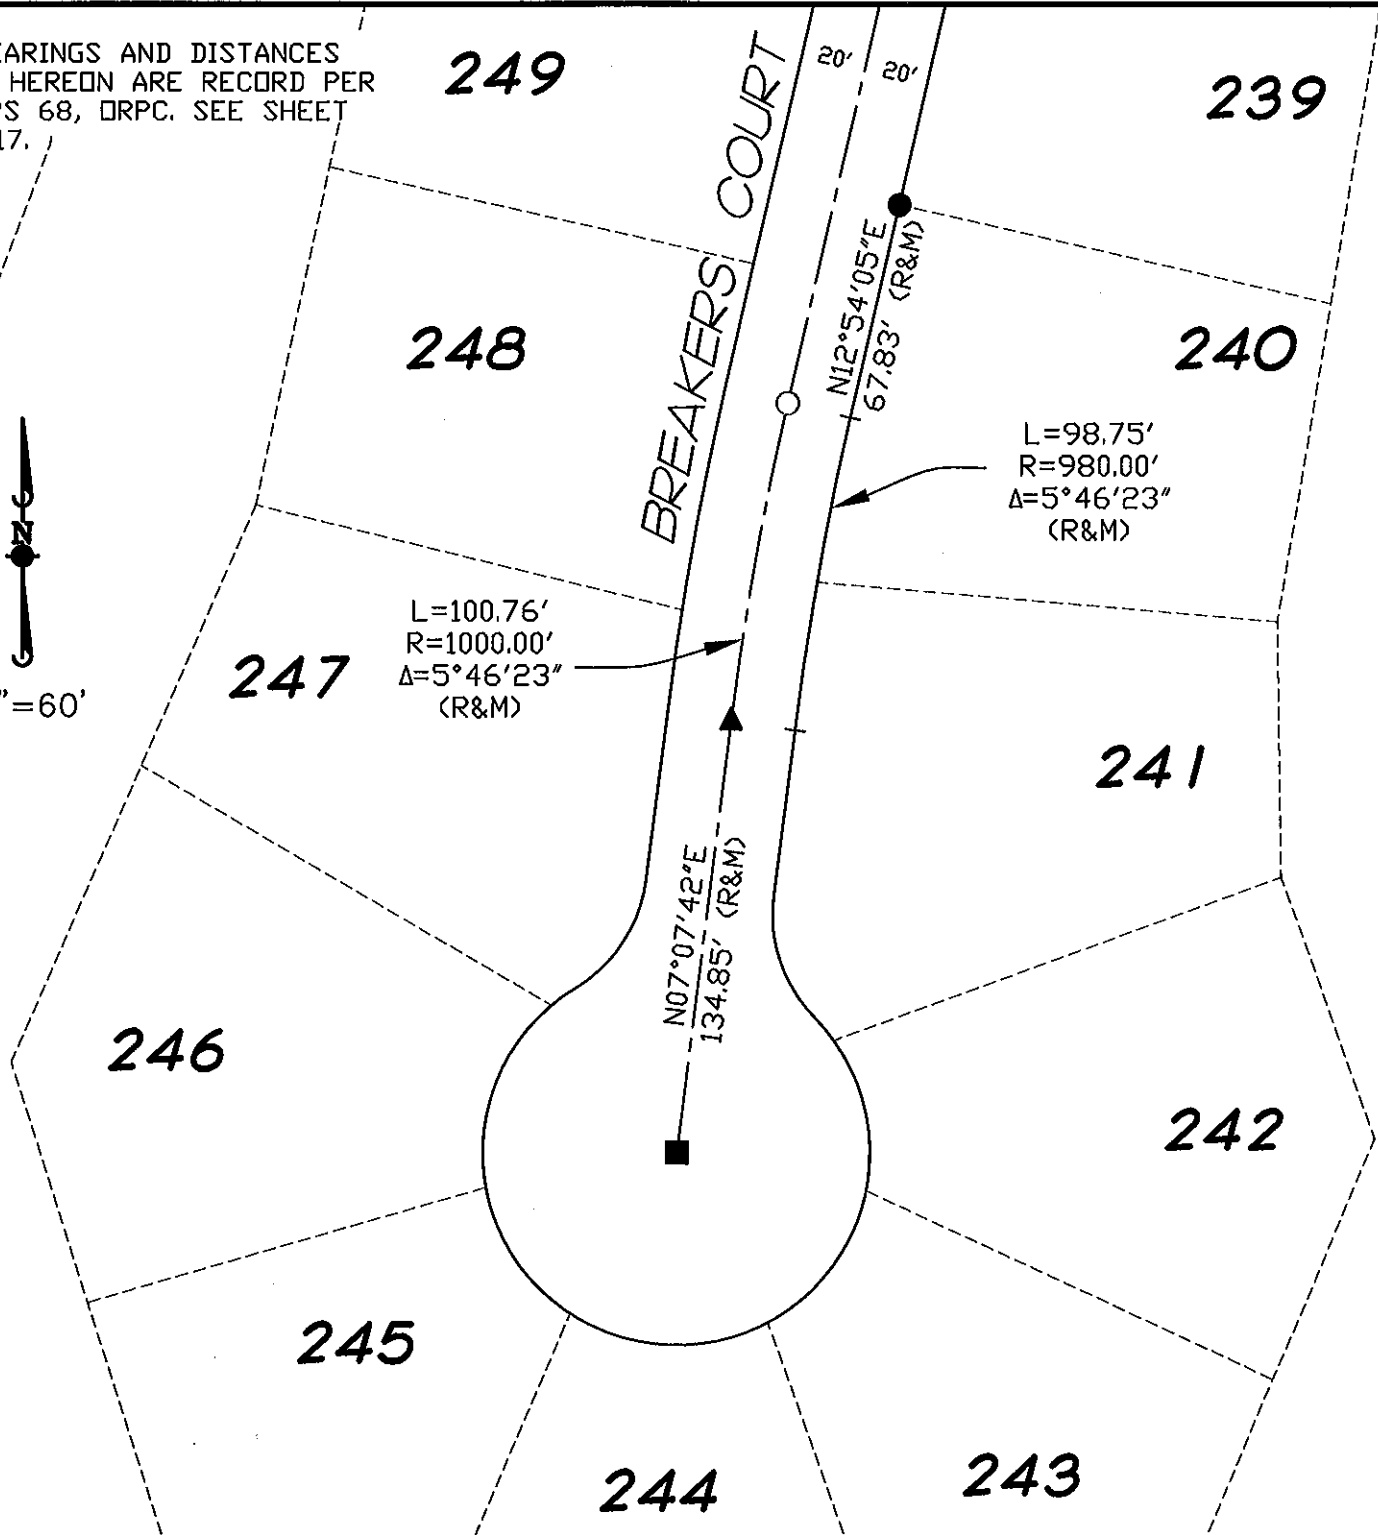 EARINGS AND DISTANCES
HEREON ARE RECORD PER
PS 68, ORPC. SEE SHEET
17.
249
20'
20'
239
BREAKERS COURT
N12°54'05"E
67.83' (R&M)
248
240
L=98.75'
R=980.00'
Δ=5°46'23"
(R&M)
N
"=60'
L=100.76'
R=1000.00'
Δ=5°46'23"
(R&M)
247
241
N07°07'42"E
134.85' (R&M)
246
242
245
244
243